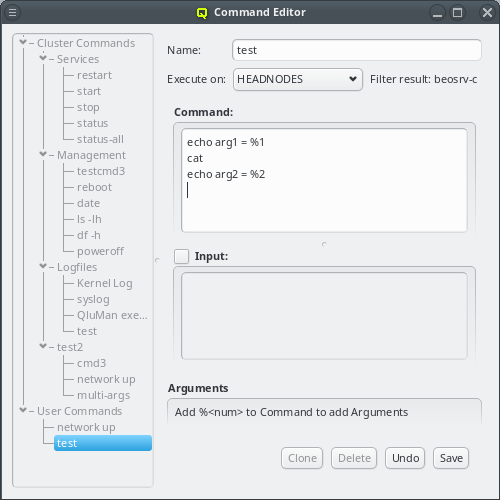 Command Editor
Cluster Commands
Services
restart
start
stop
status
status-all
Management
testcmd3
reboot
date
ls -lh
df -h
poweroff
Logfiles
Kernel Log
syslog
QluMan exe...
test
test2
cmd3
network up
multi-args
User Commands
network up
test
Name: test
Execute on: HEADNODES Filter result: beosrv-c
Command:
echo arg1 = %1
cat
echo arg2 = %2
Input:
Arguments
Add %<num> to Command to add Arguments
Clone Delete Undo Save